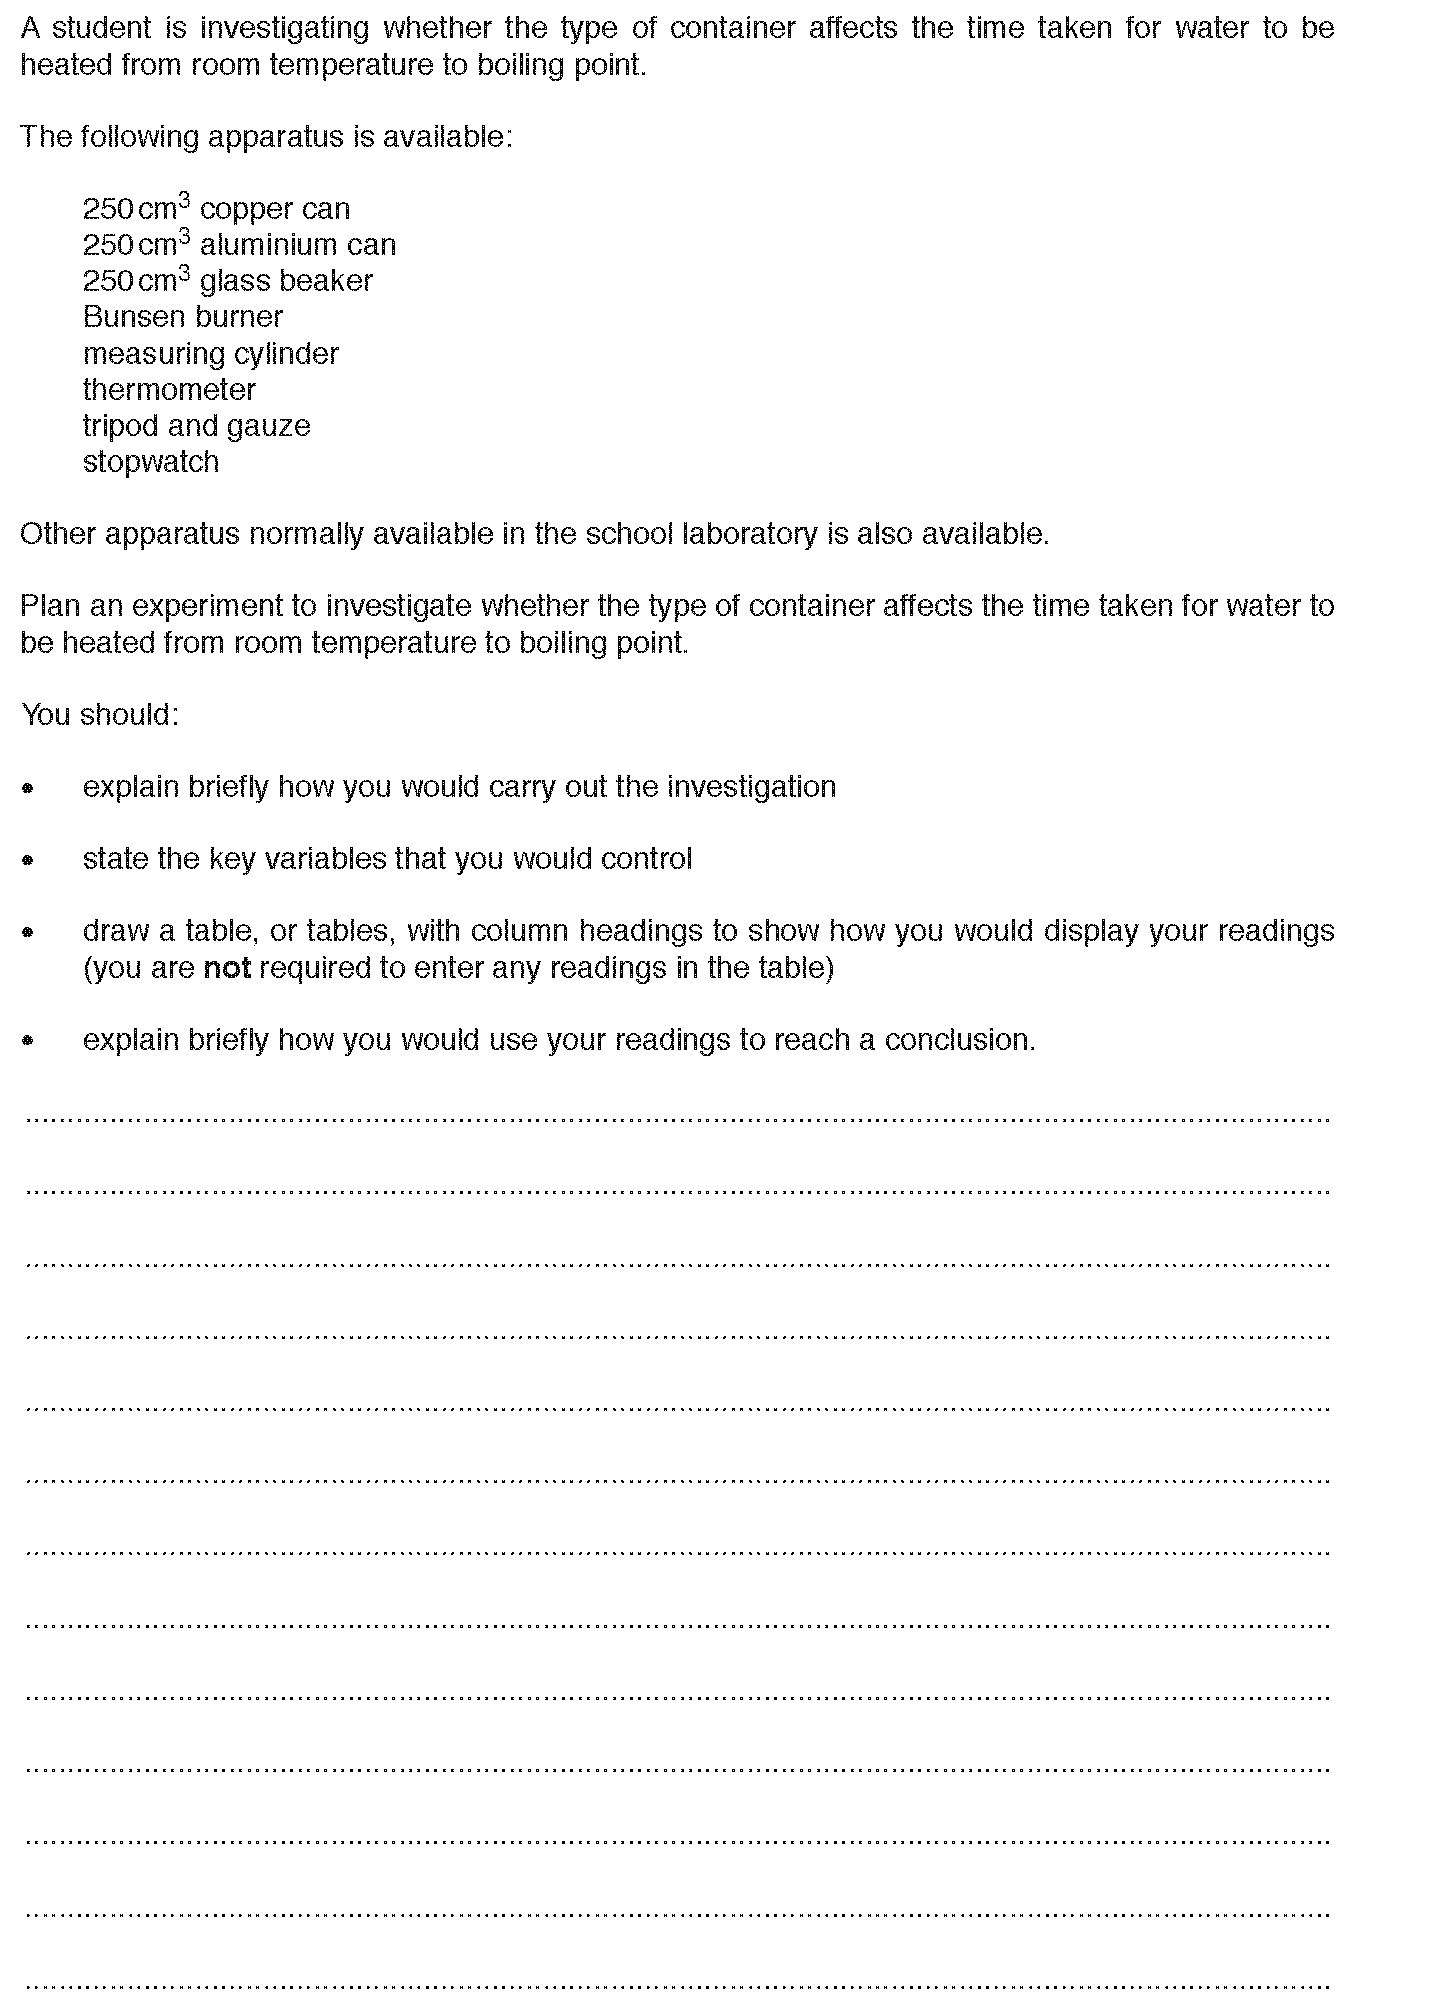 A student is investigating whether the type of container affects the time taken for water to be
heated from room temperature to boiling point.
The following apparatus is available:
250 cm³ copper can
250 cm³ aluminium can
250 cm³ glass beaker
Bunsen burner
measuring cylinder
thermometer
tripod and gauze
stopwatch
Other apparatus normally available in the school laboratory is also available.
Plan an experiment to investigate whether the type of container affects the time taken for water to
be heated from room temperature to boiling point.
You should:
• explain briefly how you would carry out the investigation
• state the key variables that you would control
• draw a table, or tables, with column headings to show how you would display your readings
(you are not required to enter any readings in the table)
• explain briefly how you would use your readings to reach a conclusion.